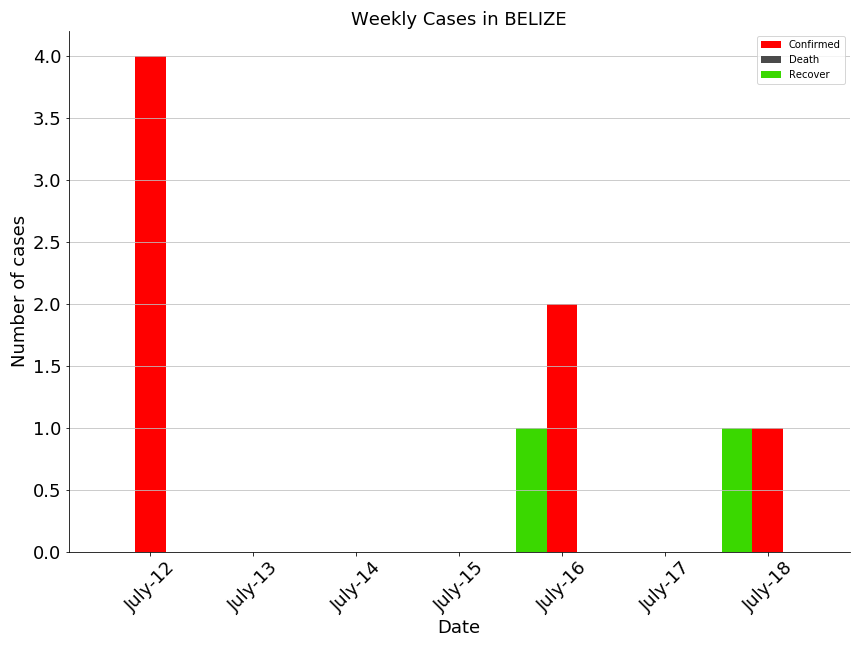 Weekly Cases in BELIZE
Confirmed
Death
Recover
Number of cases
4.0
3.5
3.0
2.5
2.0
1.5
1.0
0.5
0.0
July-12
July-13
July-14
July-15
July-16
July-17
July-18
Date